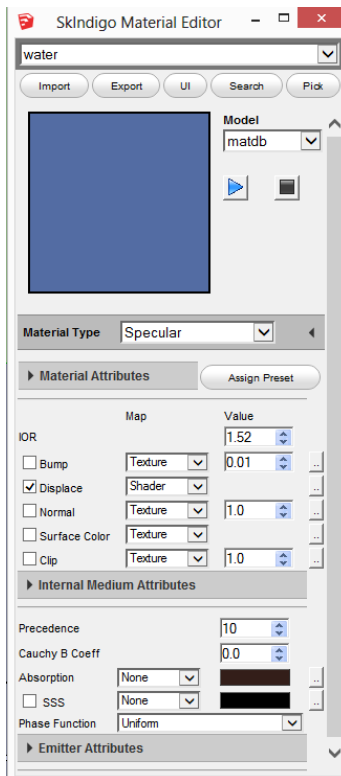 SkIndigo Material Editor
water
Import Export UI Search Pick
Model
matdb
Material Type Specular
Material Attributes Assign Preset
Map Value
IOR 1.52
Bump Texture 0.01 ..
Displace Shader ..
Normal Texture 1.0 ..
Surface Color Texture ..
Clip Texture 1.0 ..
Internal Medium Attributes
Precedence 10
Cauchy B Coeff 0.0
Absorption None ..
SSS None ..
Phase Function Uniform
Emitter Attributes